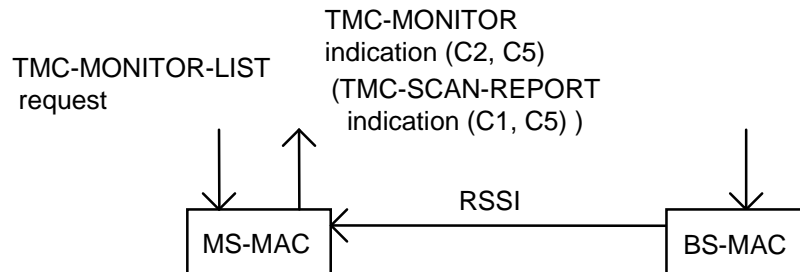 TMC-MONITOR-LIST
request
TMC-MONITOR
indication (C2, C5)
(TMC-SCAN-REPORT
indication (C1, C5) )
RSSI
MS-MAC
BS-MAC